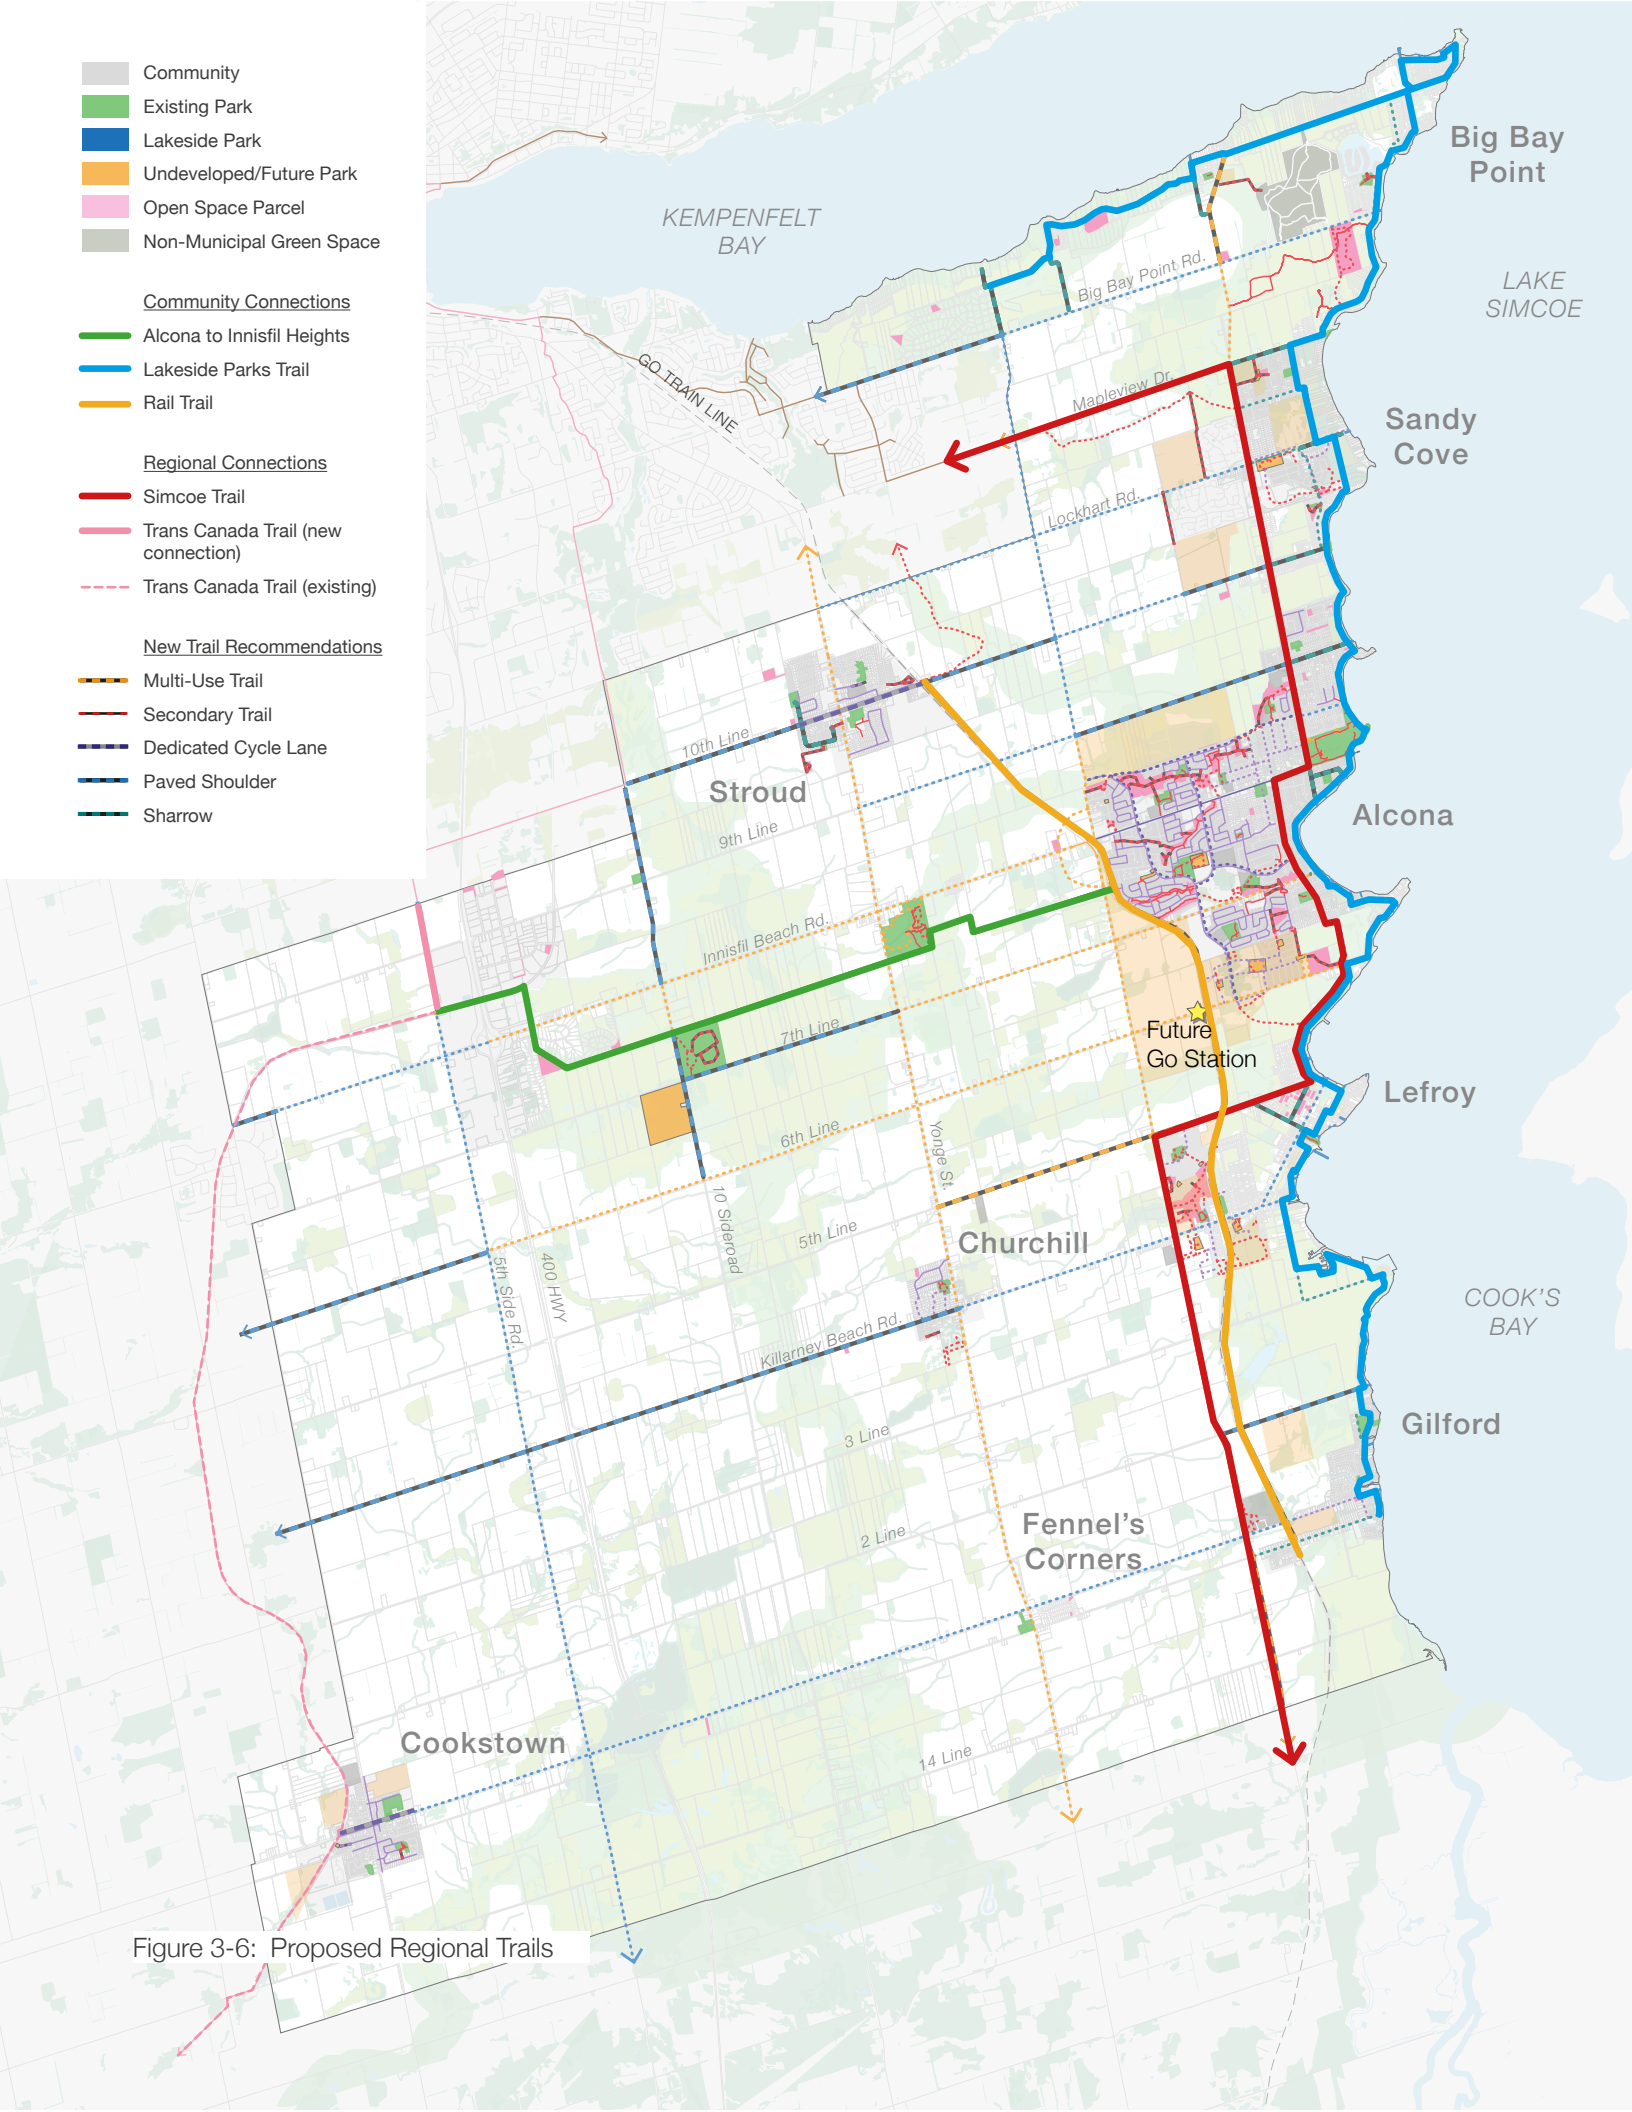 Community
Existing Park
Lakeside Park
Undeveloped/Future Park
Open Space Parcel
Non-Municipal Green Space
Community Connections
Alcona to Innisfil Heights
Lakeside Parks Trail
Rail Trail
Regional Connections
Simcoe Trail
Trans Canada Trail (new
connection)
Trans Canada Trail (existing)
New Trail Recommendations
Multi-Use Trail
Secondary Trail
Dedicated Cycle Lane
Paved Shoulder
Sharrow
Big Bay
Point
KEMPENFELT
BAY
LAKE
SIMCOE
Big Bay Point Rd.
GO TRAIN LINE
Mapleview Dr.
Sandy
Cove
Lockhart Rd.
10th Line
Stroud
9th Line
Alcona
Innisfil Beach Rd.
7th Line
Future
Go Station
Lefroy
6th Line
Yonge St.
10 Sideroad
5th Line
Churchill
5th Side Rd
400 HWY
COOK'S
BAY
Killarney Beach Rd.
3 Line
Gilford
2 Line
Fennel's
Corners
Cookstown
14 Line
Figure 3-6: Proposed Regional Trails